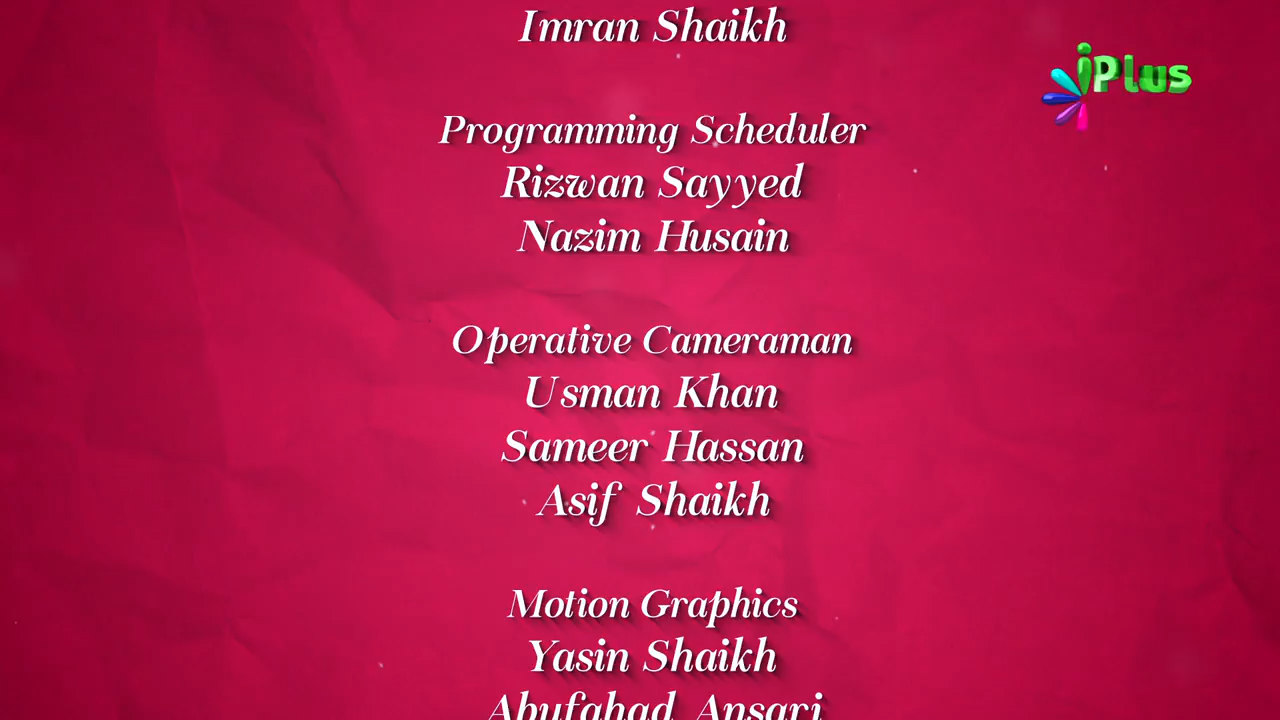 Imran Shaikh
iPlus
Programming Scheduler
Rizwan Sayyed
Nazim Husain
Operative Cameraman
Usman Khan
Sameer Hassan
Asif Shaikh
Motion Graphics
Yasin Shaikh
Abufahad Ansari